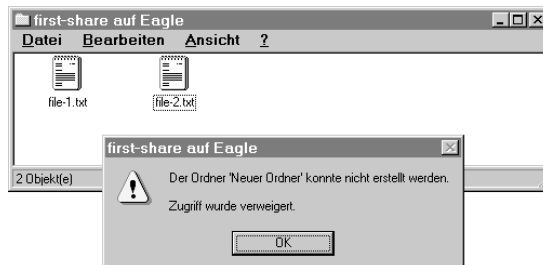 first-share auf Eagle
Datei Bearbeiten Ansicht ?
file-1.txt file-2.txt
first-share auf Eagle
Der Ordner 'Neuer Ordner' konnte nicht erstellt werden.
2 Objekt(e)
Zugriff wurde verweigert.
OK